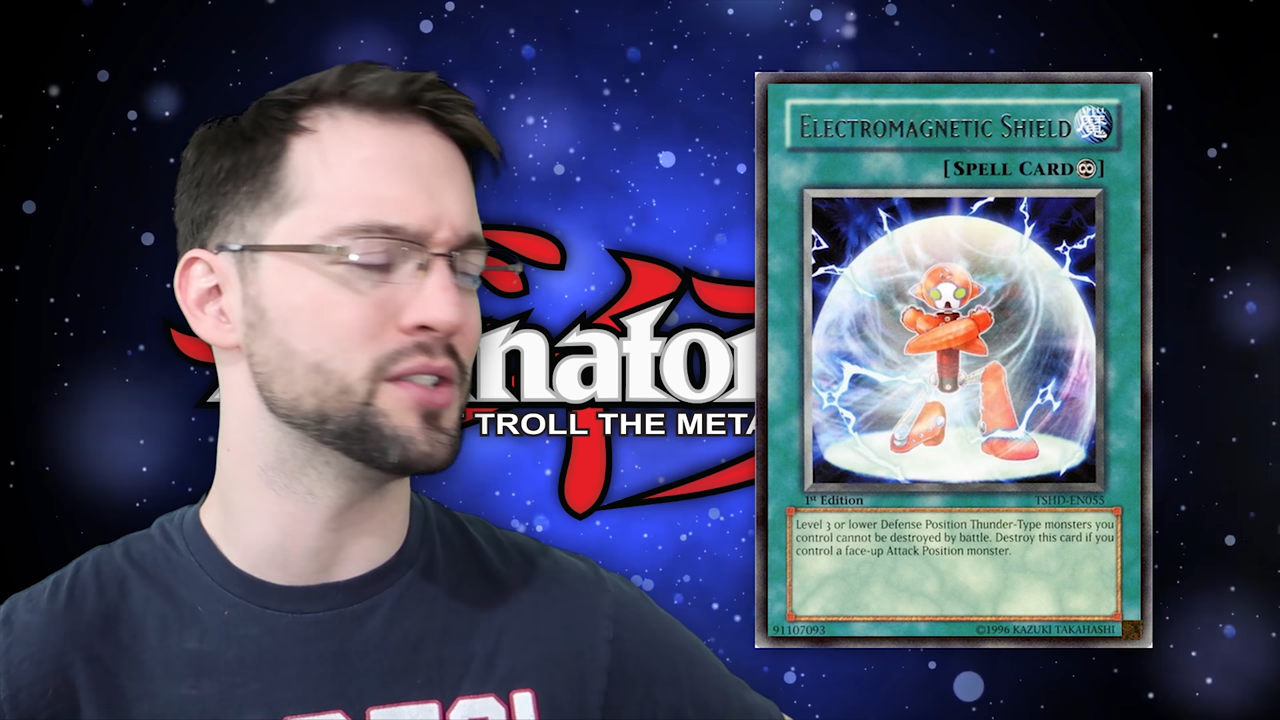 natio
TROLL THE META
ELECTROMAGNETIC SHIELD
魔
[SPELL CARD]
1st Edition
TSHD-EN055
Level 3 or lower Defense Position Thunder-Type monsters you
control cannot be destroyed by battle. Destroy this card if you
control a face-up Attack Position monster.
91107093
©1996 KAZUKI TAKAHASHI